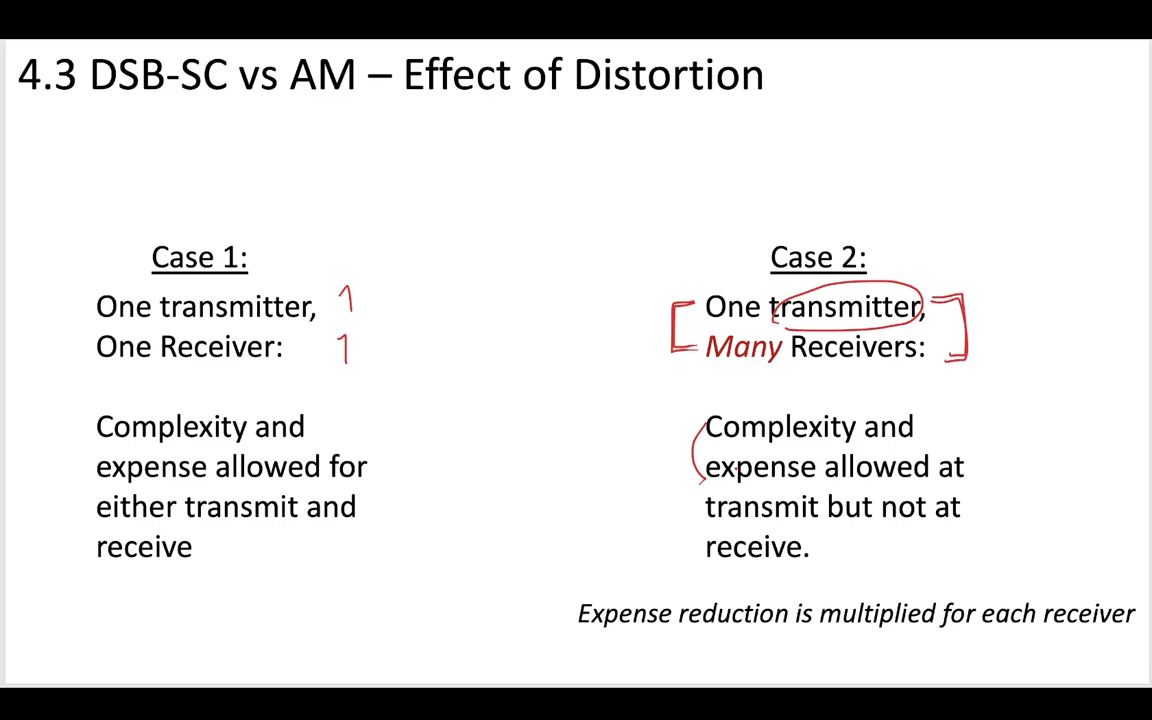 4.3 DSB-SC vs AM – Effect of Distortion
Case 1:
One transmitter, 1
One Receiver: 1
Complexity and
expense allowed for
either transmit and
receive
Case 2:
One transmitter,
Many Receivers:
Complexity and
expense allowed at
transmit but not at
receive.
Expense reduction is multiplied for each receiver